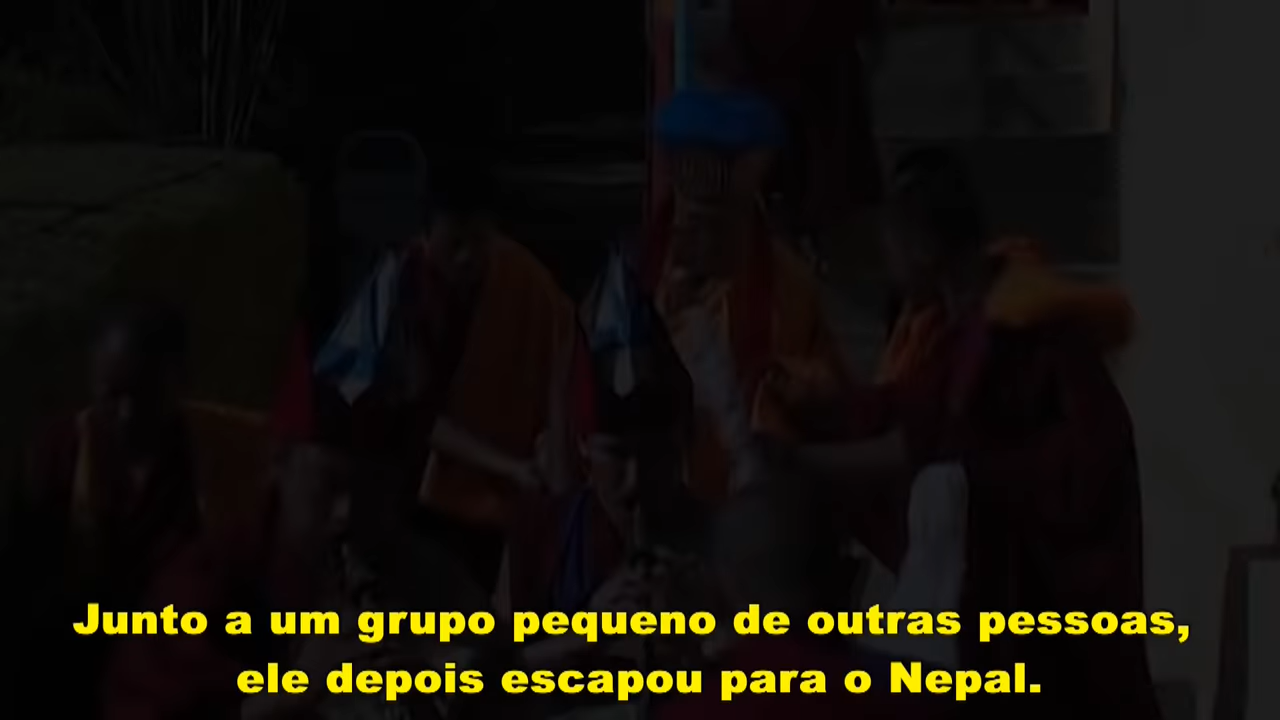 Junto a um grupo pequeno de outras pessoas,
ele depois escapou para o Nepal.